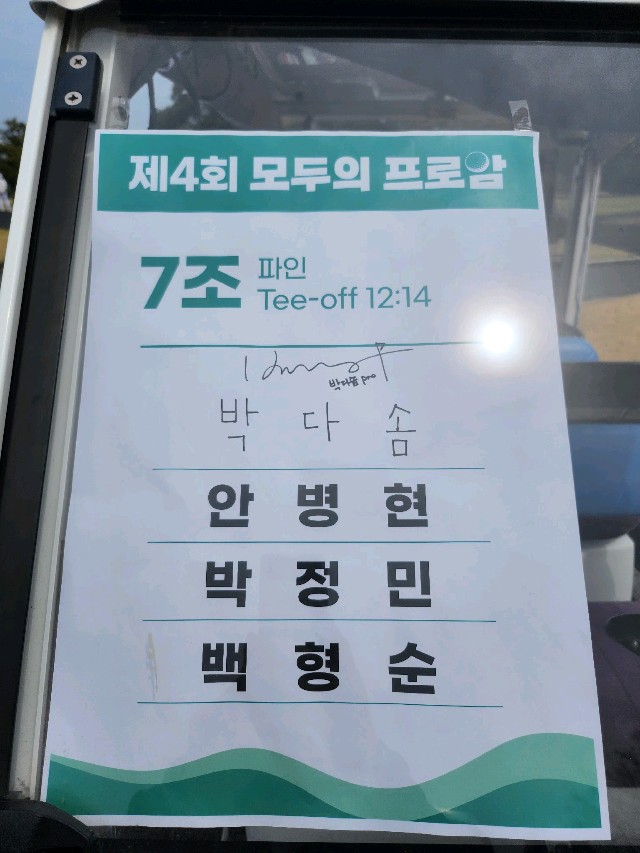 제4회 모두의 프로암
7조 파인
Tee-off 12:14
박다솜 pro
박 다 솜
안 병 현
박 정 민
백 형 순